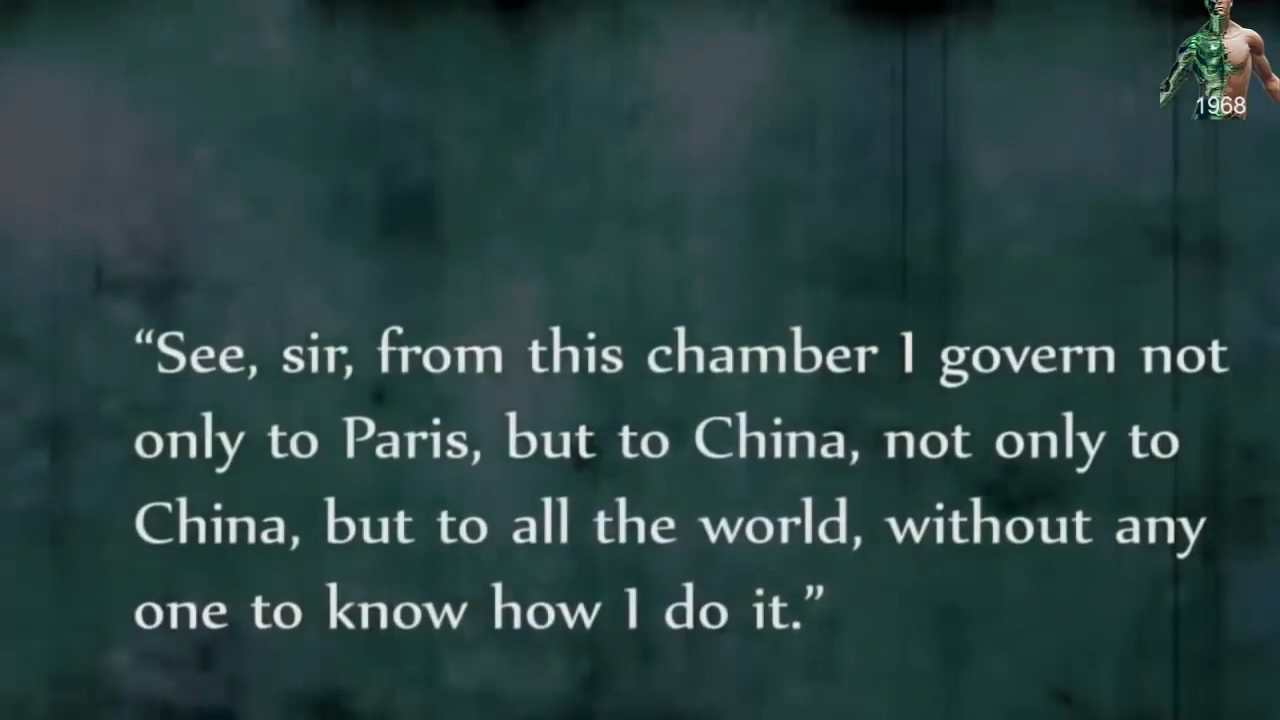 1968
“See, sir, from this chamber I govern not
only to Paris, but to China, not only to
China, but to all the world, without any
one to know how I do it.”